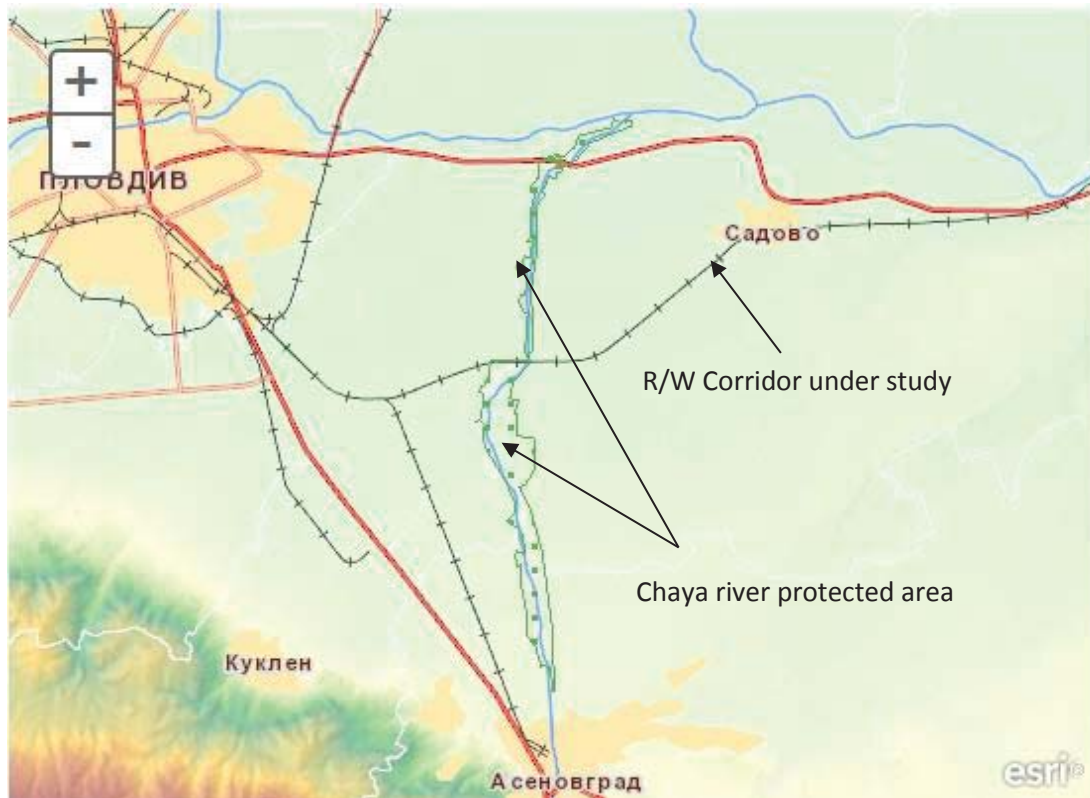 +
-
ПЛОВДИВ
Садово
R/W Corridor under study
Chaya river protected area
Куклен
Асеновград
esri